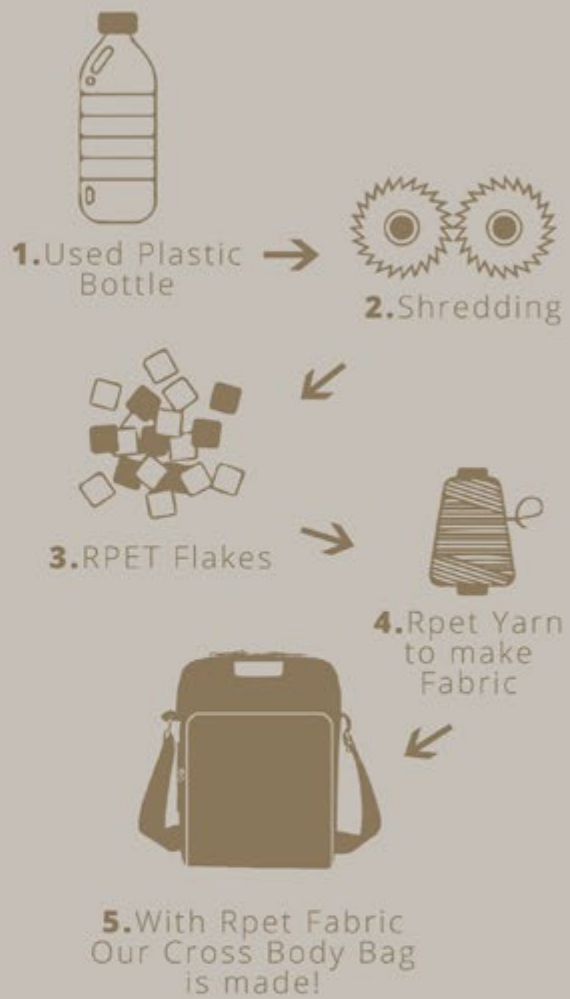 1.Used Plastic
Bottle
2.Shredding
3.RPET Flakes
4.Rpet Yarn
to make
Fabric
5.With Rpet Fabric
Our Cross Body Bag
is made!